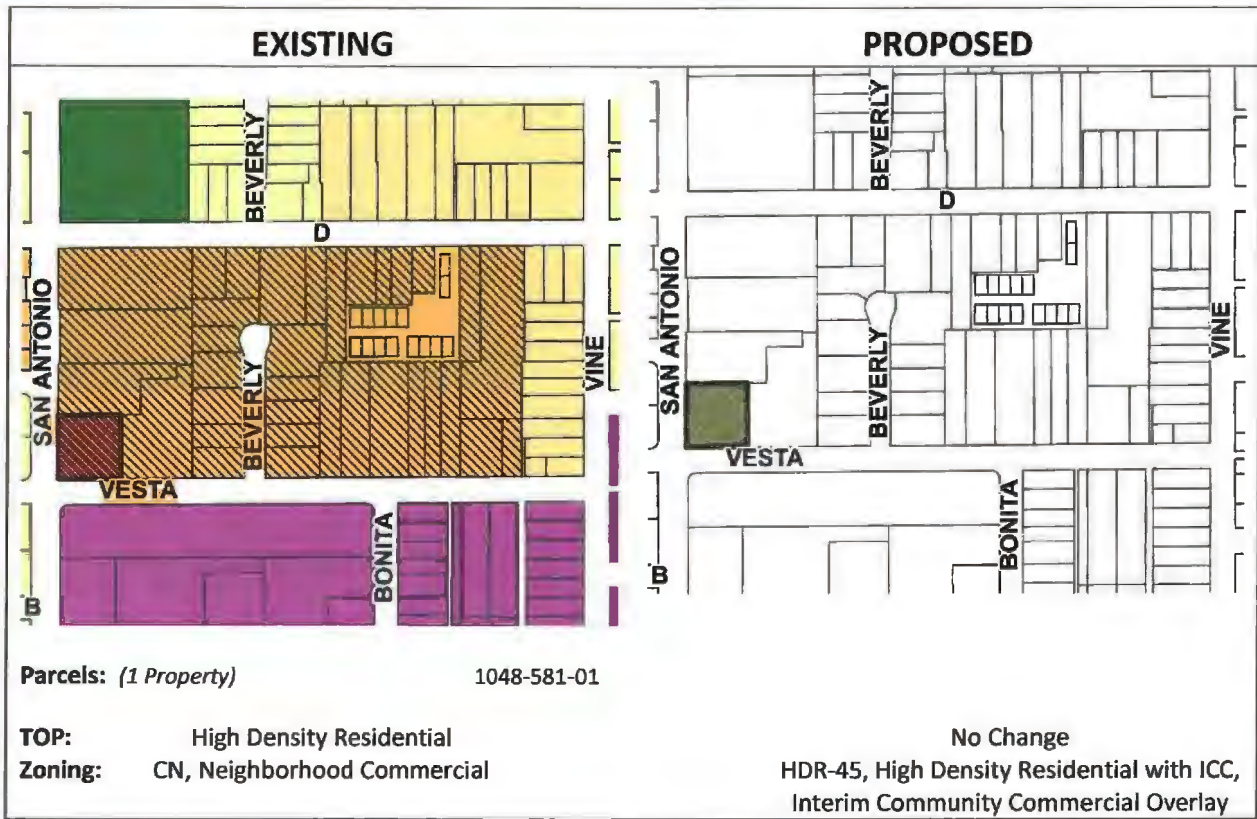 EXISTING
PROPOSED
BEVERLY
D
SAN ANTONIO
BEVERLY
VINE
VESTA
BONITA
B
BEVERLY
D
SAN ANTONIO
BEVERLY
VINE
VESTA
BONITA
B
Parcels: (1 Property) 1048-581-01
TOP: High Density Residential
No Change
Zoning: CN, Neighborhood Commercial
HDR-45, High Density Residential with ICC,
Interim Community Commercial Overlay